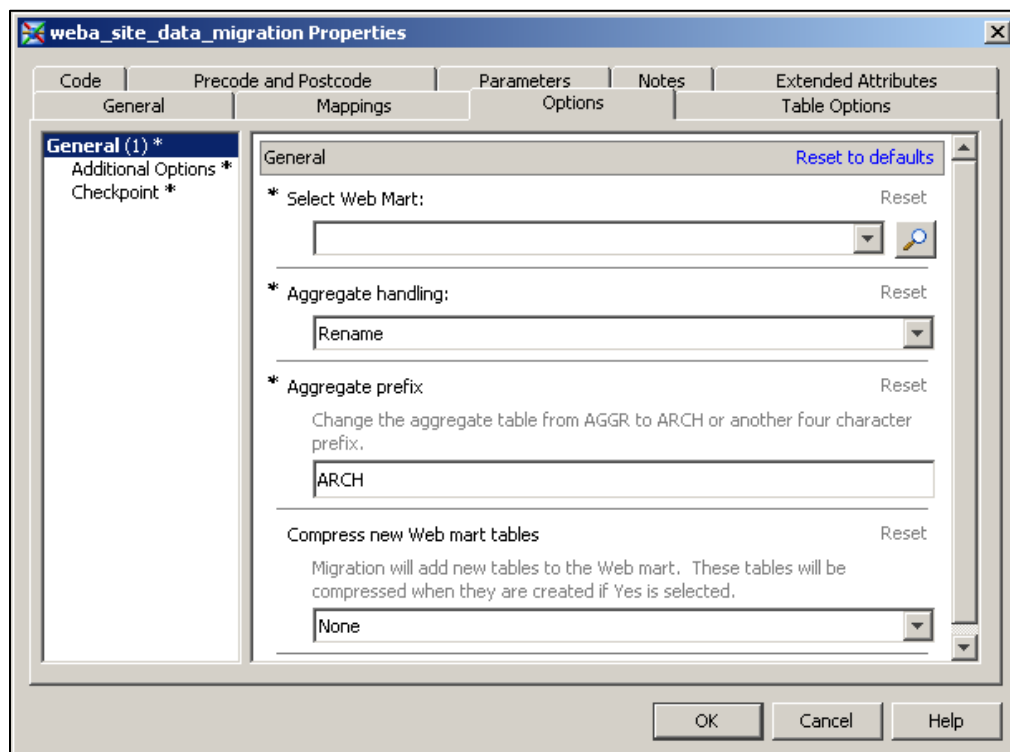 weba_site_data_migration Properties
Code Precode and Postcode Parameters Notes Extended Attributes
General Mappings Options Table Options
General (1) *
Additional Options *
Checkpoint *
General Reset to defaults
* Select Web Mart: Reset
* Aggregate handling: Reset
Rename
* Aggregate prefix Reset
Change the aggregate table from AGGR to ARCH or another four character
prefix.
ARCH
Compress new Web mart tables Reset
Migration will add new tables to the Web mart. These tables will be
compressed when they are created if Yes is selected.
None
OK Cancel Help